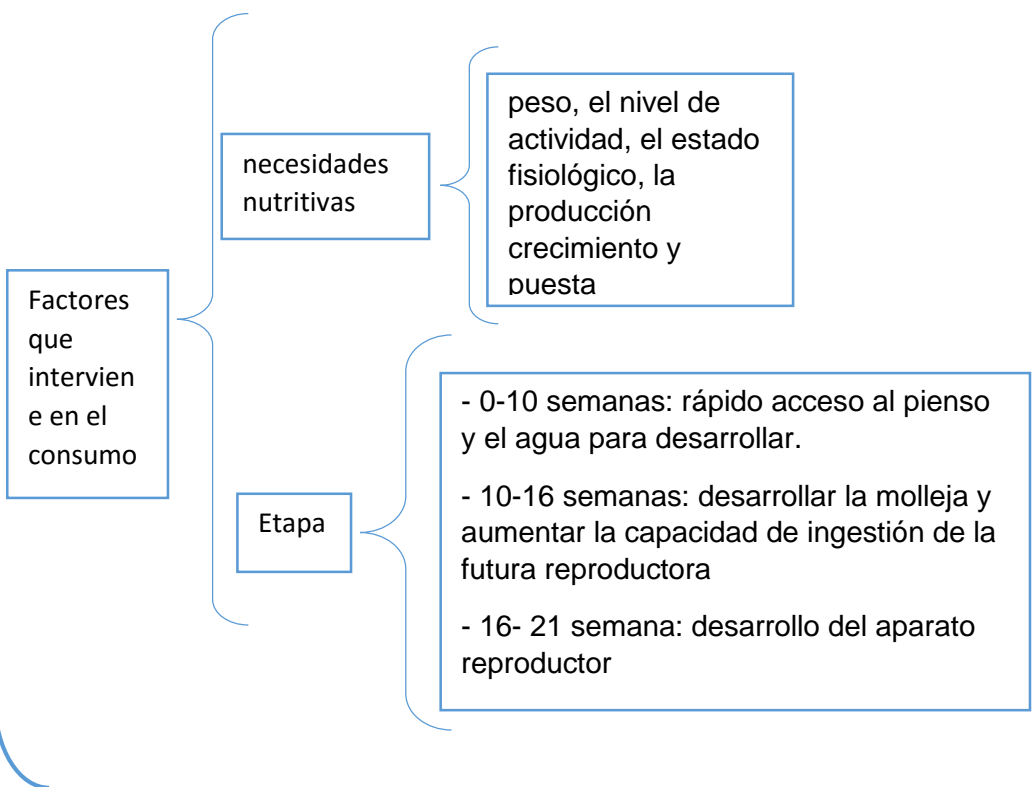 Factores
que
intervien
e en el
consumo
necesidades
nutritivas
peso, el nivel de
actividad, el estado
fisiológico, la
producción
crecimiento y
puesta
Etapa
- 0-10 semanas: rápido acceso al pienso
y el agua para desarrollar.
- 10-16 semanas: desarrollar la molleja y
aumentar la capacidad de ingestión de la
futura reproductora
- 16- 21 semana: desarrollo del aparato
reproductor